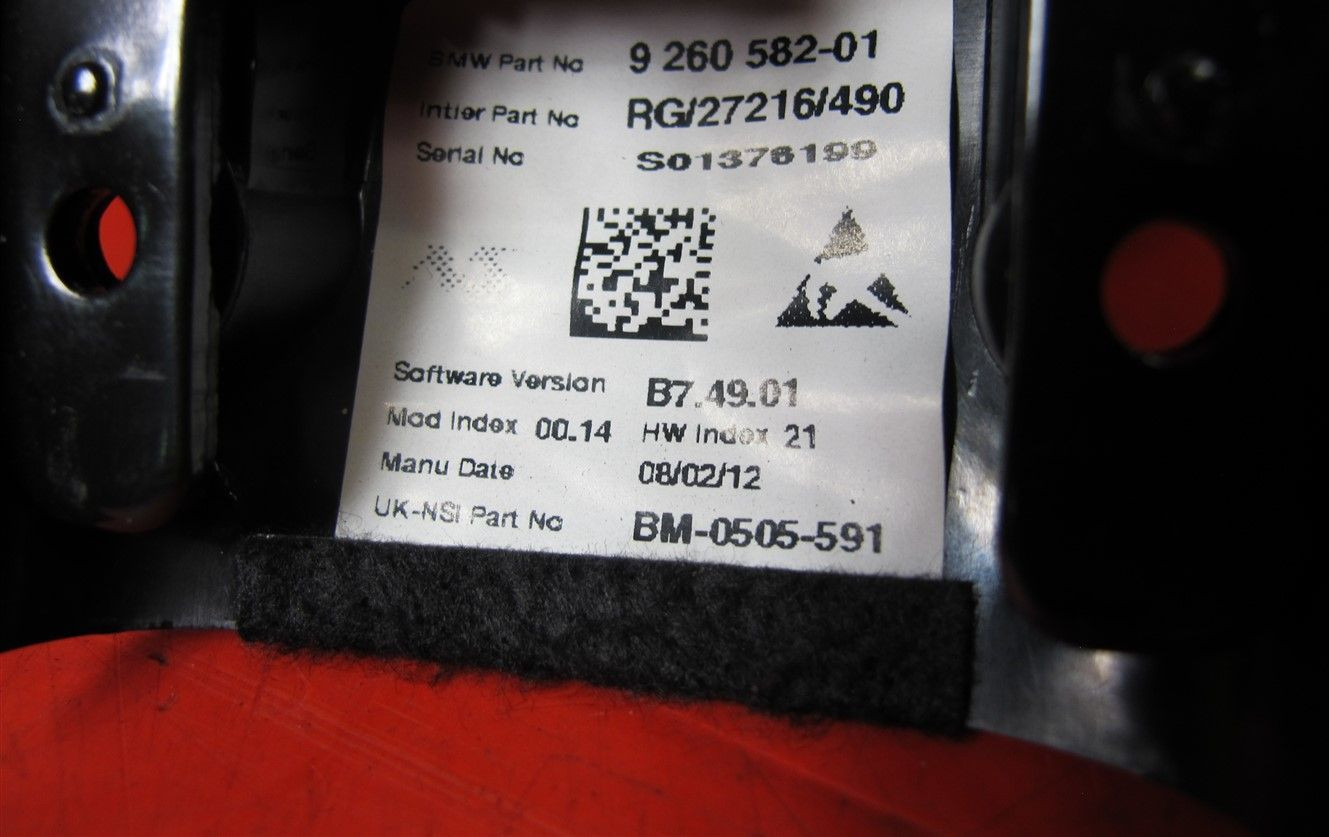 BMW Part No 9 260 582-01
Intier Part No RG/27216/490
Serial No S01376199
Software Version B7.49.01
Mod Index 00.14 HW Index 21
Manu Date 08/02/12
UK-NSI Part No BM-0505-591